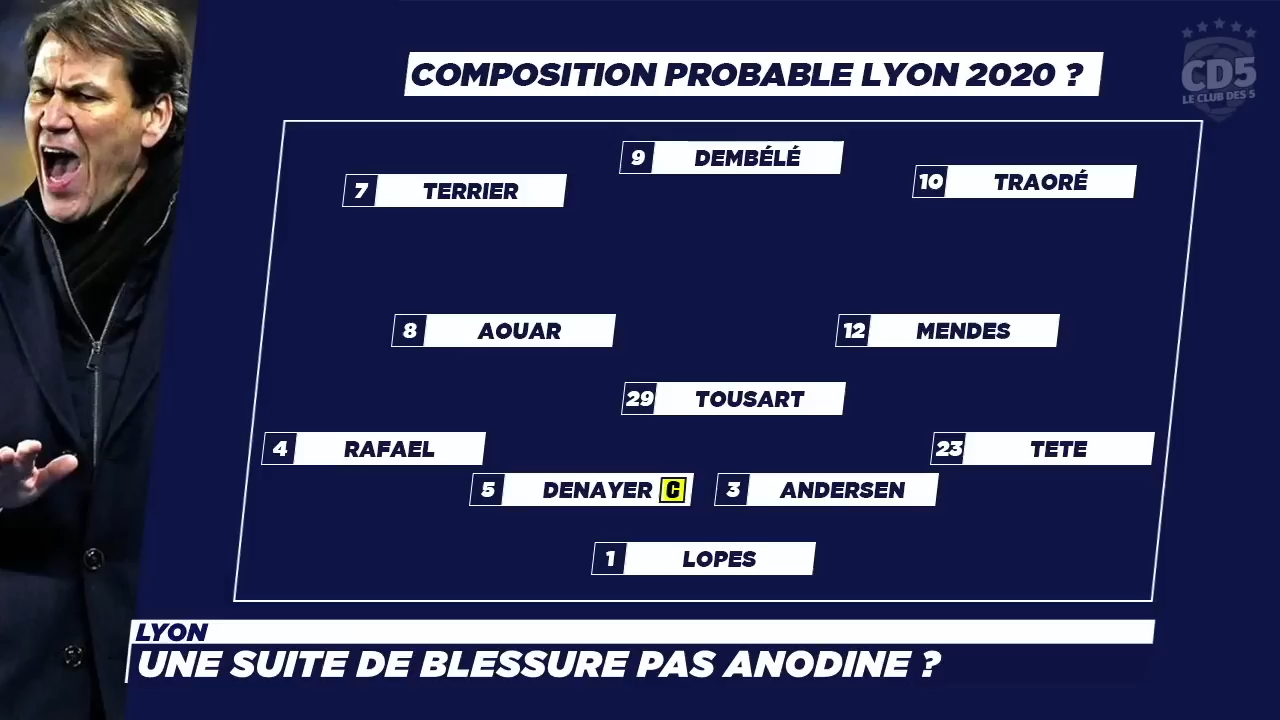 COMPOSITION PROBABLE LYON 2020 ?
CD5
LE CLUB DES 5
9 DEMBÉLÉ
7 TERRIER
10 TRAORÉ
8 AOUAR
12 MENDES
29 TOUSART
4 RAFAEL
23 TETE
5 DENAYER C
3 ANDERSEN
1 LOPES
LYON
UNE SUITE DE BLESSURE PAS ANODINE ?